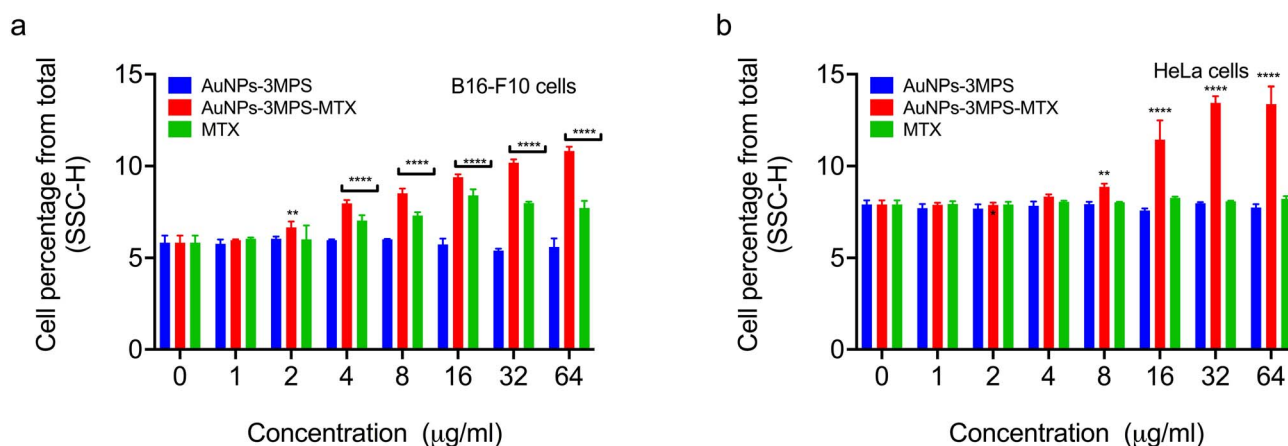 a
Cell percentage from total
(SSC-H)
15
10
5
0
AuNPs-3MPS
AuNPs-3MPS-MTX
MTX
B16-F10 cells
**
****
****
****
****
****
0 1 2 4 8 16 32 64
Concentration (μg/ml)
b
Cell percentage from total
(SSC-H)
15
10
5
0
AuNPs-3MPS
AuNPs-3MPS-MTX
MTX
HeLa cells
*
**
****
****
****
0 1 2 4 8 16 32 64
Concentration (μg/ml)